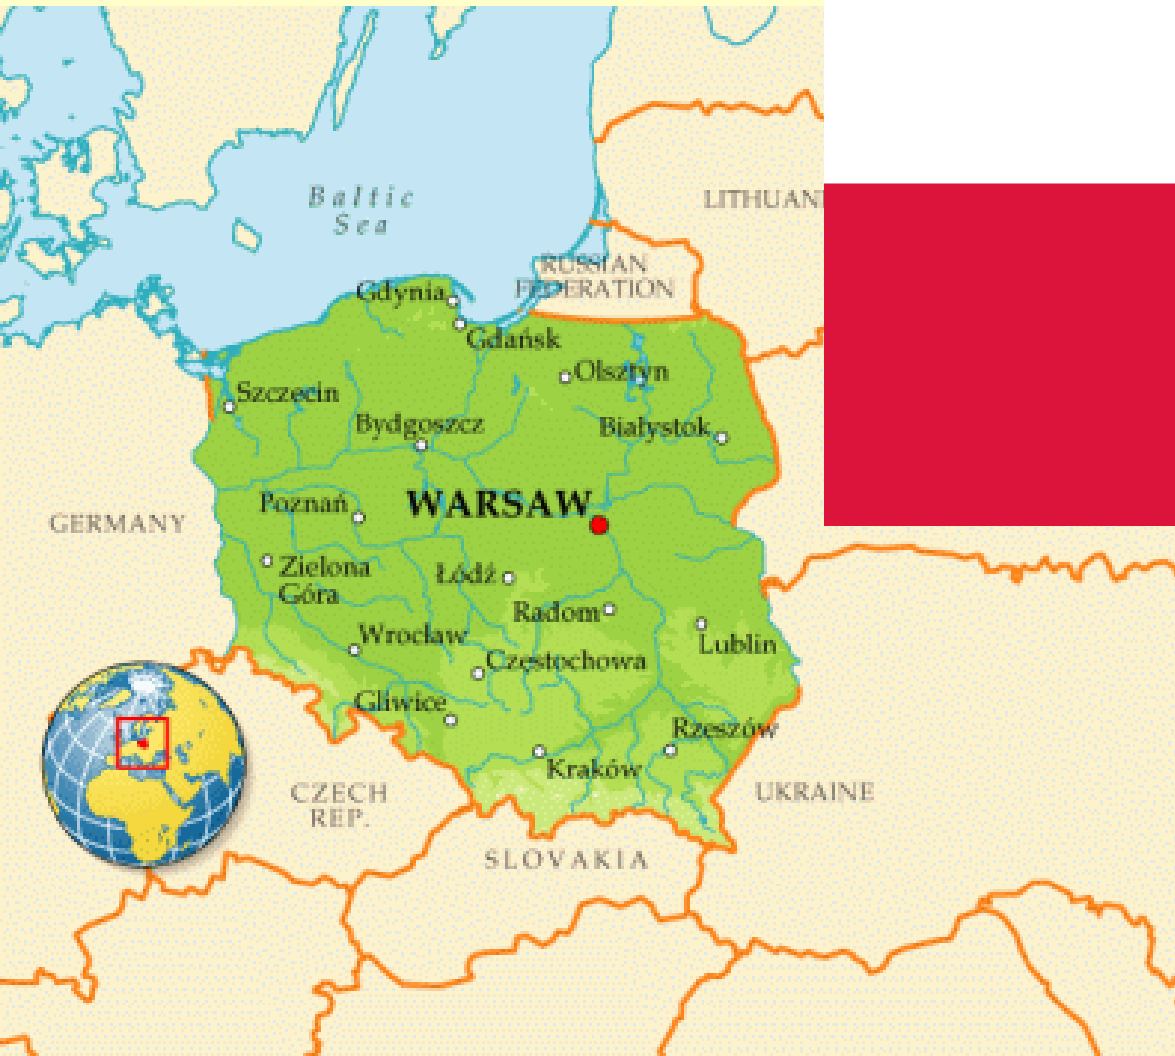 Baltic
Sea
LITHUAN
RUSSIAN
FEDERATION
Gdynia
Gdańsk
Olsztyn
Szczecin
Bydgoszcz
Białystok
Poznań
WARSAW
GERMANY
Zielona
Góra
Łódź
Radom
Wrocław
Lublin
Częstochowa
Gliwice
Rzeszów
Kraków
CZECH
REP.
UKRAINE
SLOVAKIA